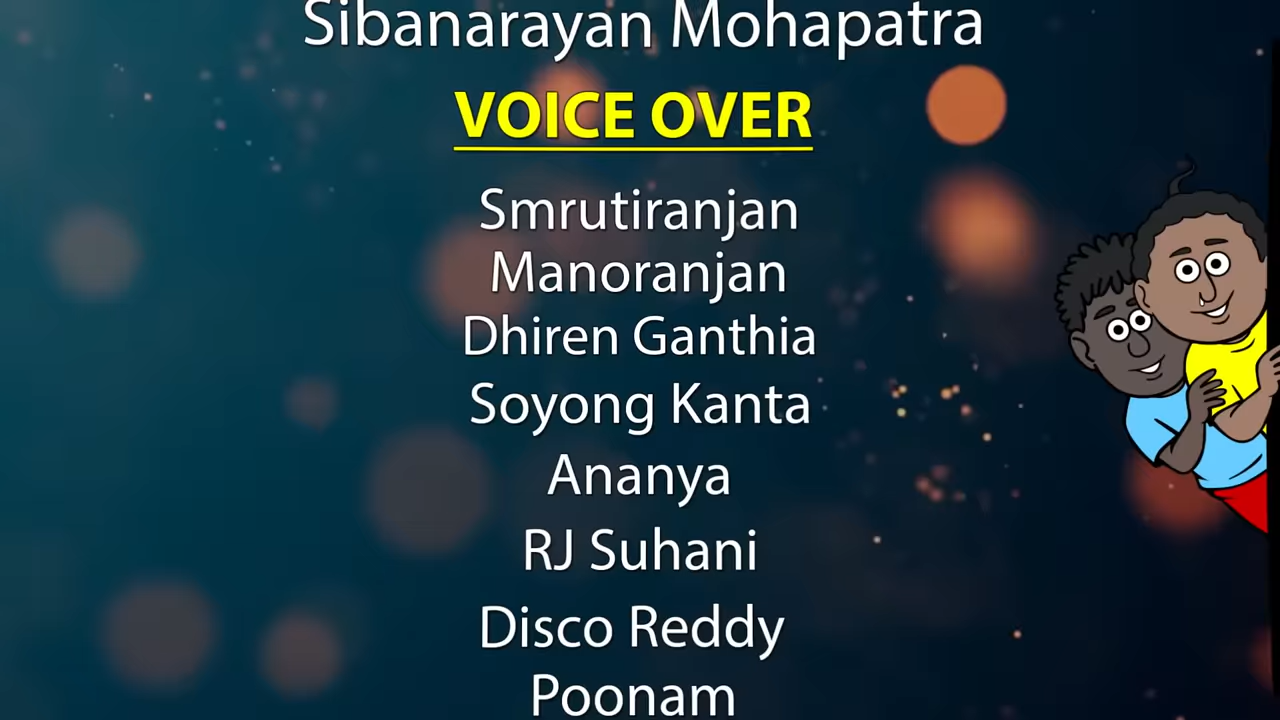 Sibanarayan Mohapatra
VOICE OVER
Smrutiranjan
Manoranjan
Dhiren Ganthia
Soyong Kanta
Ananya
RJ Suhani
Disco Reddy
Poonam